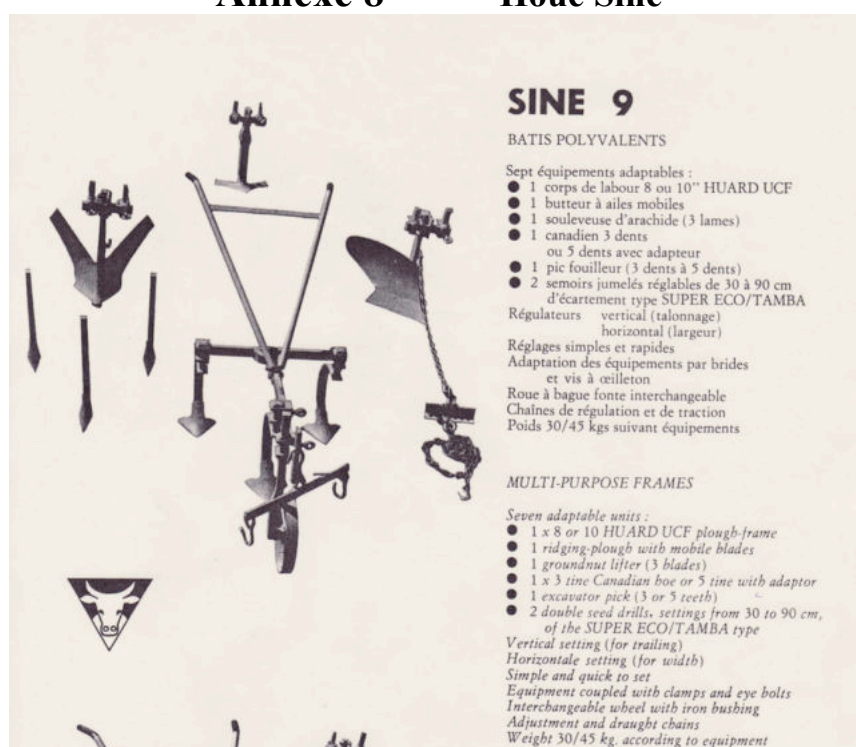 Annexe 8 Houe Sine
SINE 9
BATIS POLYVALENTS
Sept équipements adaptables :
● 1 corps de labour 8 ou 10" HUARD UCF
● 1 butteur à ailes mobiles
● 1 souleveuse d'arachide (3 lames)
● 1 canadien 3 dents
ou 5 dents avec adapteur
● 1 pic fouilleur (3 dents à 5 dents)
● 2 semoirs jumelés réglables de 30 à 90 cm
d'écartement type SUPER ECO/TAMBA
Régulateurs vertical (talonnage)
horizontal (largeur)
Réglages simples et rapides
Adaptation des équipements par brides
et vis à œilleton
Roue à bague fonte interchangeable
Chaînes de régulation et de traction
Poids 30/45 kgs suivant équipements
MULTI-PURPOSE FRAMES
Seven adaptable units :
● 1 x 8 or 10 HUARD UCF plough-frame
● 1 ridging-plough with mobile blades
● 1 groundnut lifter (3 blades)
● 1 x 3 tine Canadian hoe or 5 tine with adaptor
● 1 excavator pick (3 or 5 teeth)
● 2 double seed drills, settings from 30 to 90 cm,
of the SUPER ECO/TAMBA type
Vertical setting (for trailing)
Horizontale setting (for width)
Simple and quick to set
Equipment coupled with clamps and eye bolts
Interchangeable wheel with iron bushing
Adjustment and draught chains
Weight 30/45 kg. according to equipment